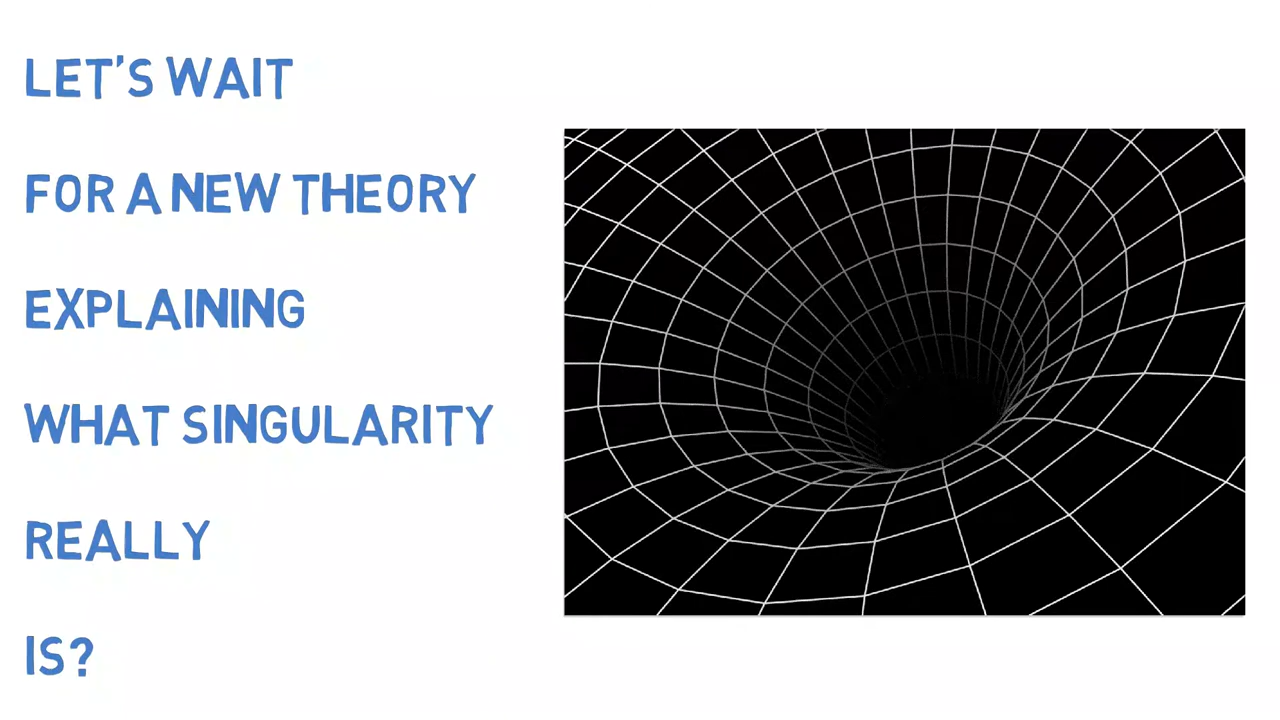 LET'S WAIT
FOR A NEW THEORY
EXPLAINING
WHAT SINGULARITY
REALLY
IS?